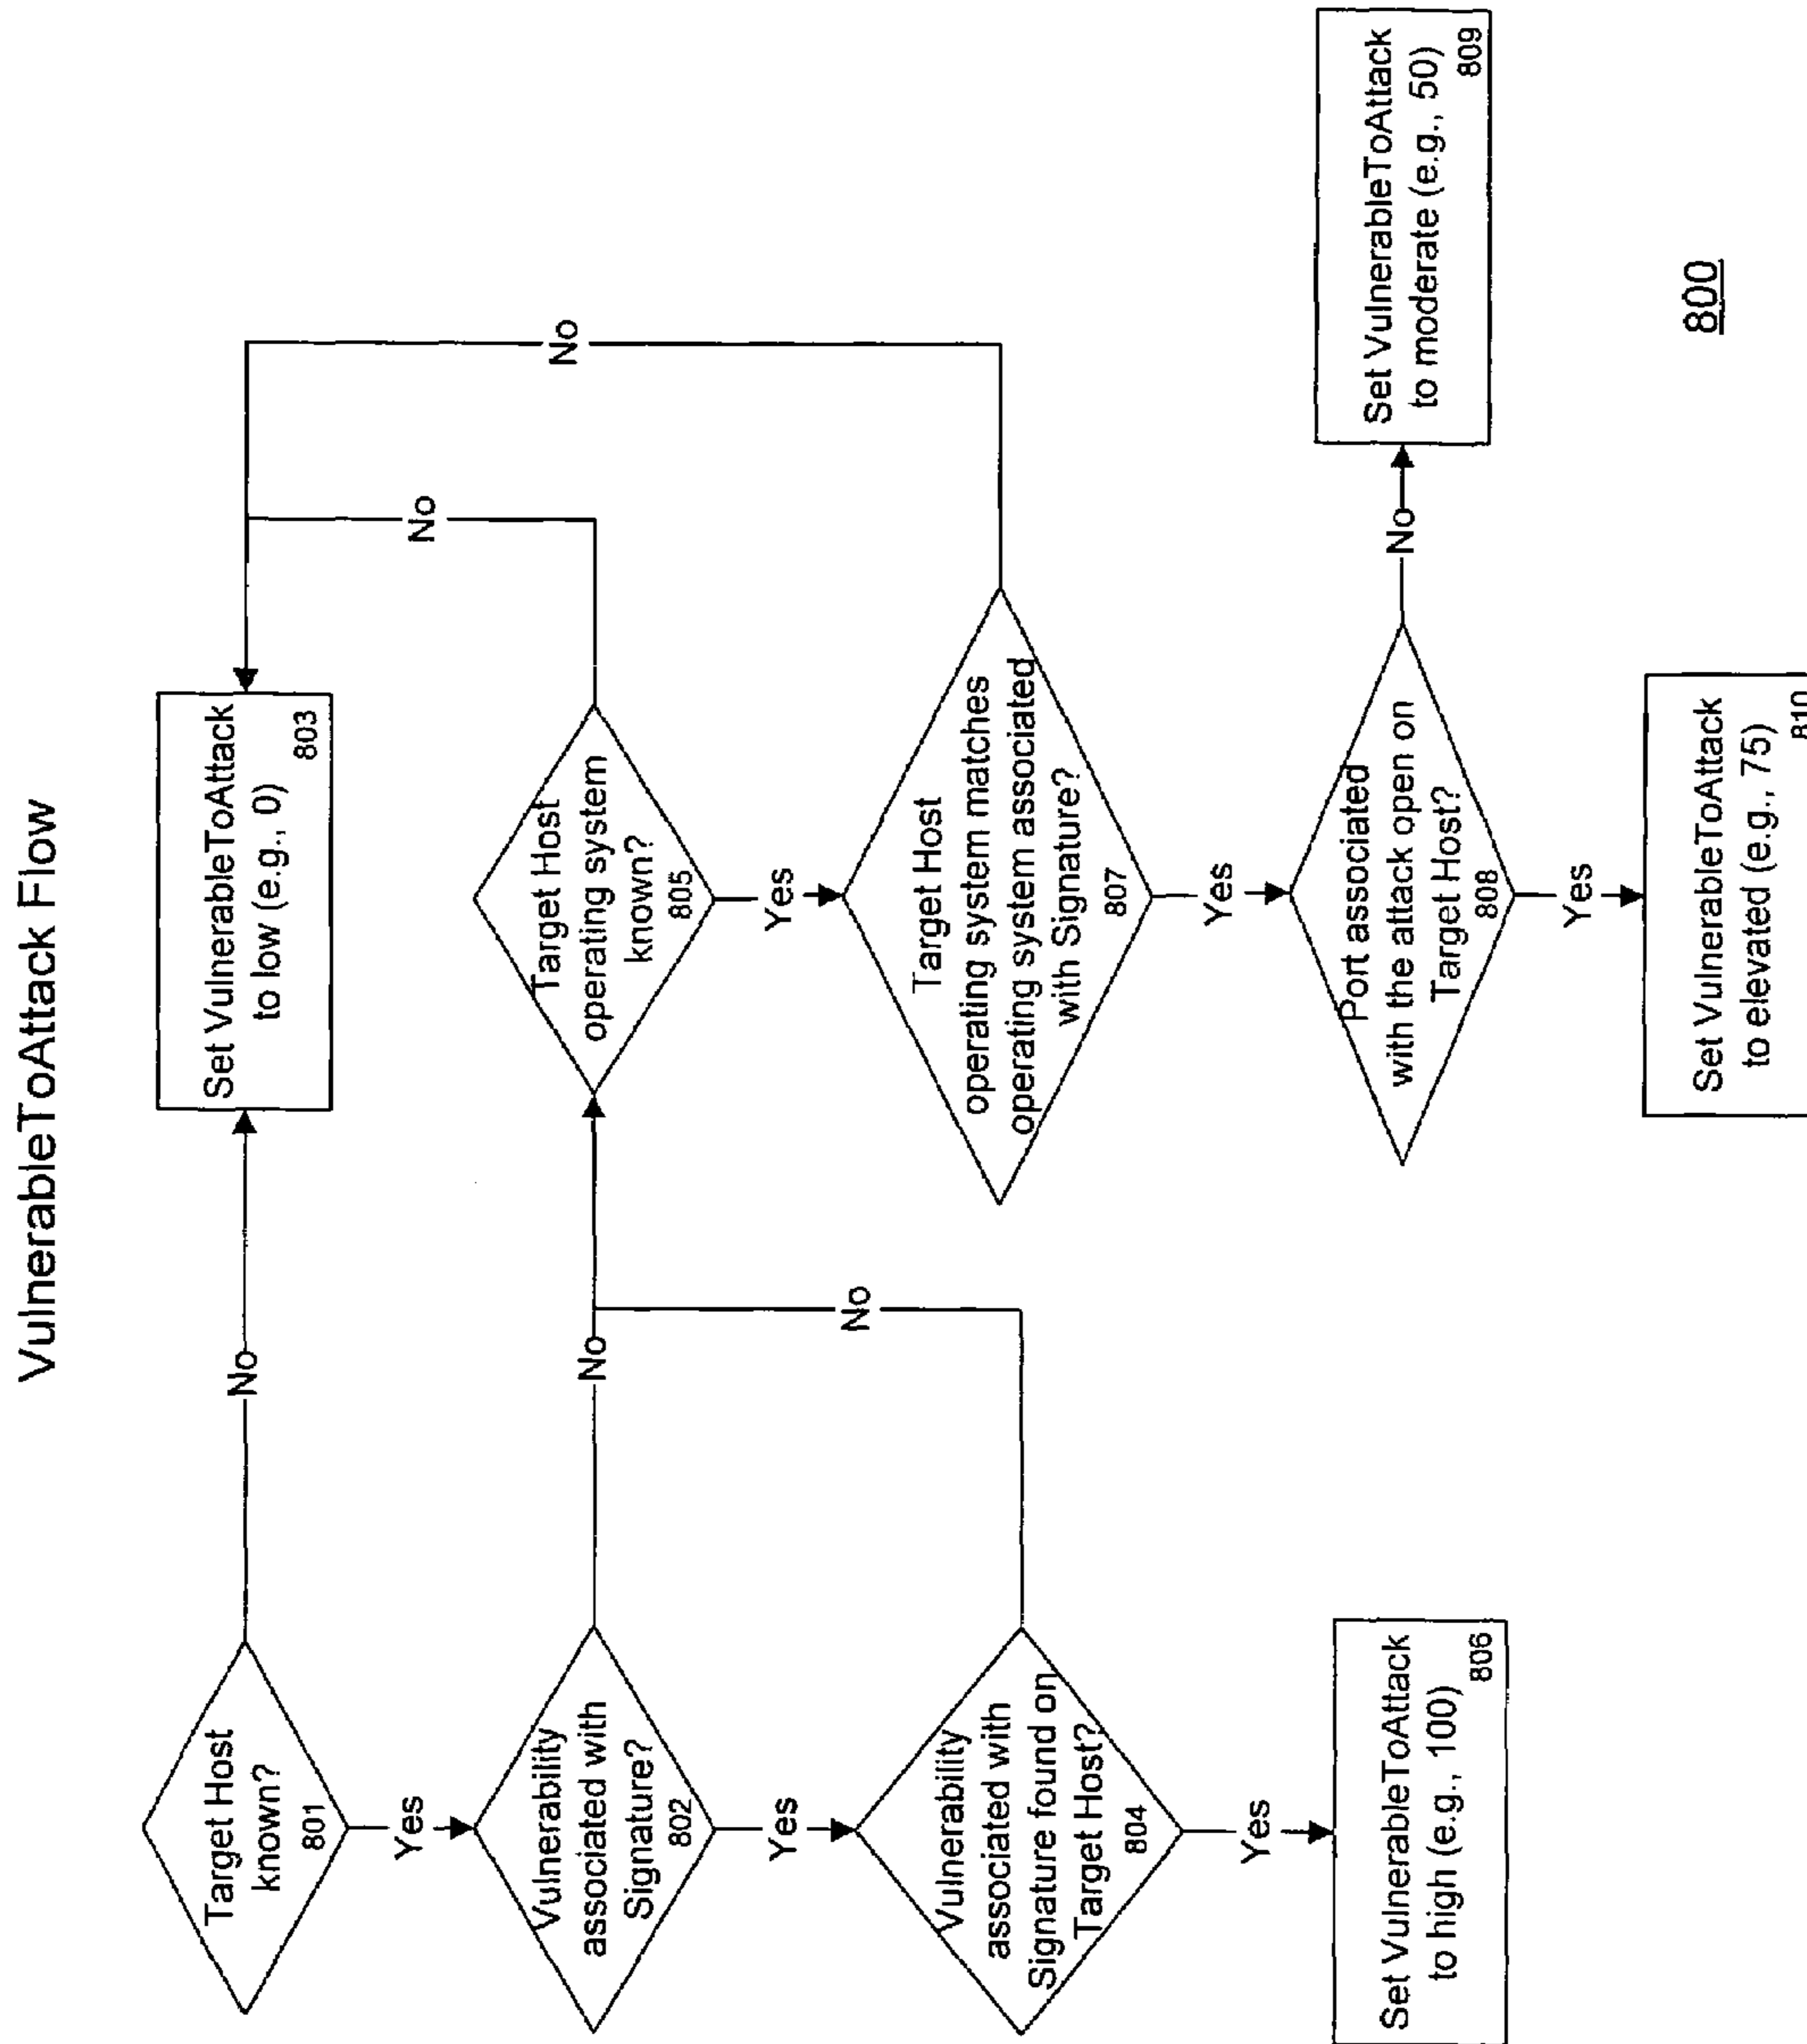 VulnerableToAttack Flow
Target Host
known?
801
No
Set VulnerableToAttack
to low (e.g., 0)
803
Yes
Vulnerability
associated with
Signature?
802
No
Target Host
operating system
known?
805
No
No
Yes
Yes
Vulnerability
associated with
Signature found on
Target Host?
804
No
Target Host
operating system matches
operating system associated
with Signature?
807
Yes
Yes
Set VulnerableToAttack
to high (e.g., 100)
806
Port associated
with the attack open on
Target Host?
808
No
Set VulnerableToAttack
to moderate (e.g., 50)
809
Yes
Set VulnerableToAttack
to elevated (e.g., 75)
810
800